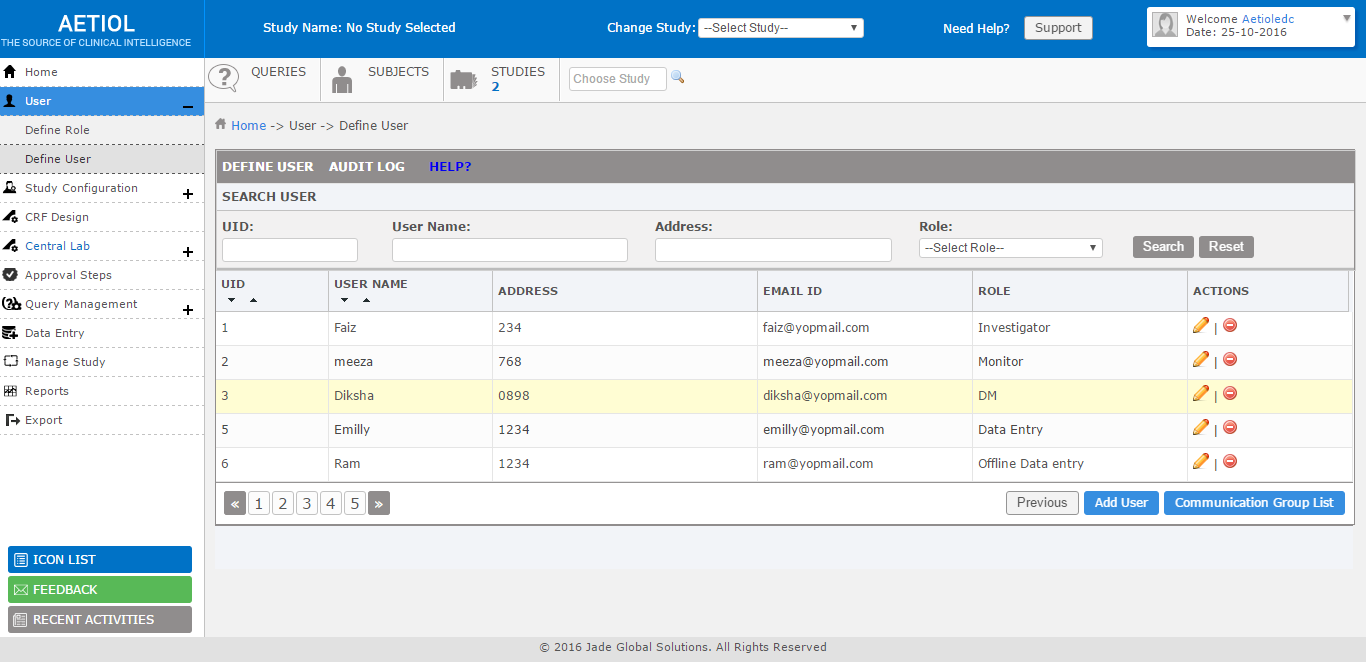 AETIOL
THE SOURCE OF CLINICAL INTELLIGENCE
Study Name: No Study Selected
Change Study: --Select Study--
Need Help? Support
Welcome Aetioledc
Date: 25-10-2016
Home
User
Define Role
Define User
Study Configuration
CRF Design
Central Lab
Approval Steps
Query Management
Data Entry
Manage Study
Reports
Export
ICON LIST
FEEDBACK
RECENT ACTIVITIES
QUERIES
SUBJECTS
STUDIES
2
Choose Study
Home -> User -> Define User
DEFINE USER AUDIT LOG HELP?
SEARCH USER
UID: User Name: Address: Role:
--Select Role-- Search Reset
UID USER NAME ADDRESS EMAIL ID ROLE ACTIONS
1 Faiz 234 faiz@yopmail.com Investigator |
2 meeza 768 meeza@yopmail.com Monitor |
3 Diksha 0898 diksha@yopmail.com DM |
5 Emilly 1234 emilly@yopmail.com Data Entry |
6 Ram 1234 ram@yopmail.com Offline Data entry |
« 1 2 3 4 5 » Previous Add User Communication Group List
© 2016 Jade Global Solutions. All Rights Reserved